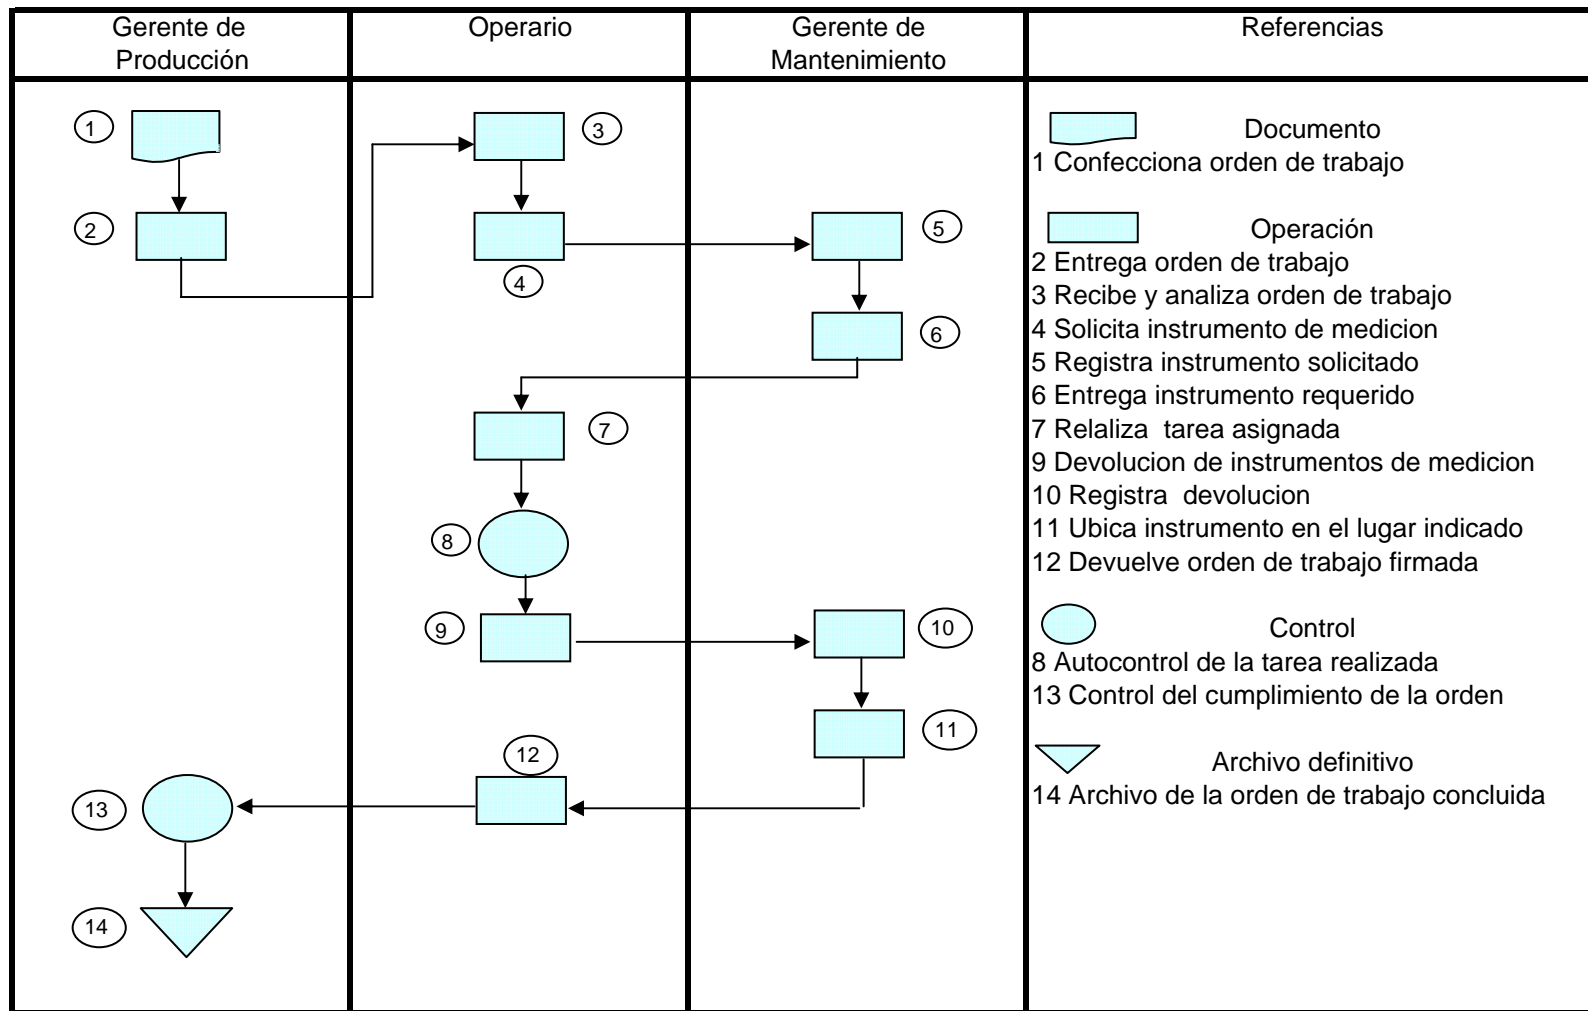 Gerente de
Producción
Operario
Gerente de
Mantenimiento
Referencias
1
2
3
4
5
6
7
8
9
10
11
12
13
14
Documento
1 Confecciona orden de trabajo
Operación
2 Entrega orden de trabajo
3 Recibe y analiza orden de trabajo
4 Solicita instrumento de medicion
5 Registra instrumento solicitado
6 Entrega instrumento requerido
7 Relaliza tarea asignada
9 Devolucion de instrumentos de medicion
10 Registra devolucion
11 Ubica instrumento en el lugar indicado
12 Devuelve orden de trabajo firmada
Control
8 Autocontrol de la tarea realizada
13 Control del cumplimiento de la orden
Archivo definitivo
14 Archivo de la orden de trabajo concluida